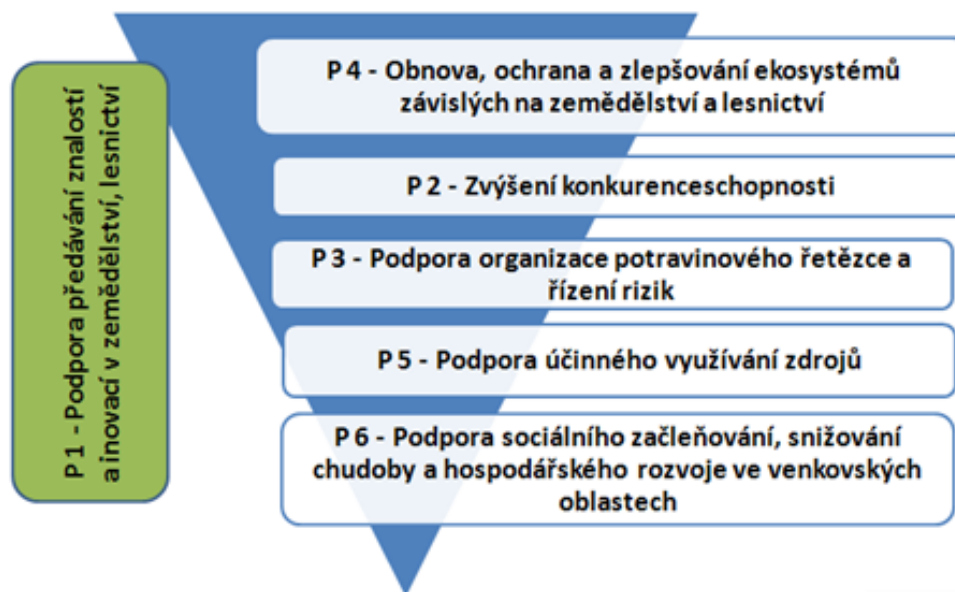 P1 - Podpora předávání znalostí
a inovací v zemědělství, lesnictví
P 4 - Obnova, ochrana a zlepšování ekosystémů
závislých na zemědělství a lesnictví
P 2 - Zvýšení konkurenceschopnosti
P 3 - Podpora organizace potravinového řetězce a
řízení rizik
P 5 - Podpora účinného využívání zdrojů
P 6 - Podpora sociálního začleňování, snižování
chudoby a hospodářského rozvoje ve venkovských
oblastech